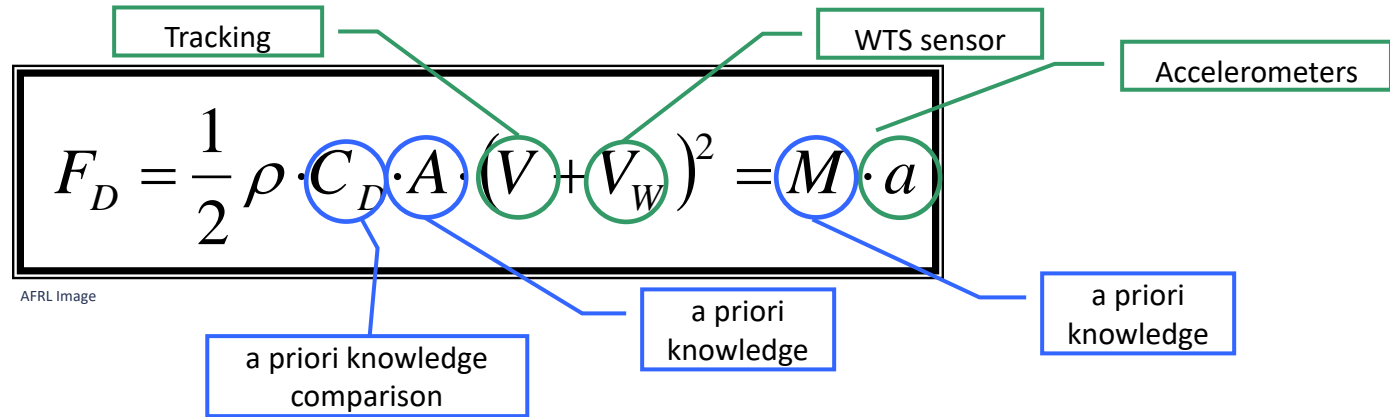 Tracking
WTS sensor
Accelerometers
F_D = \frac{1}{2} ρ · C_D · A · (V + V_W)^2 = M · a
AFRL Image
a priori
knowledge
a priori
knowledge
a priori knowledge
comparison